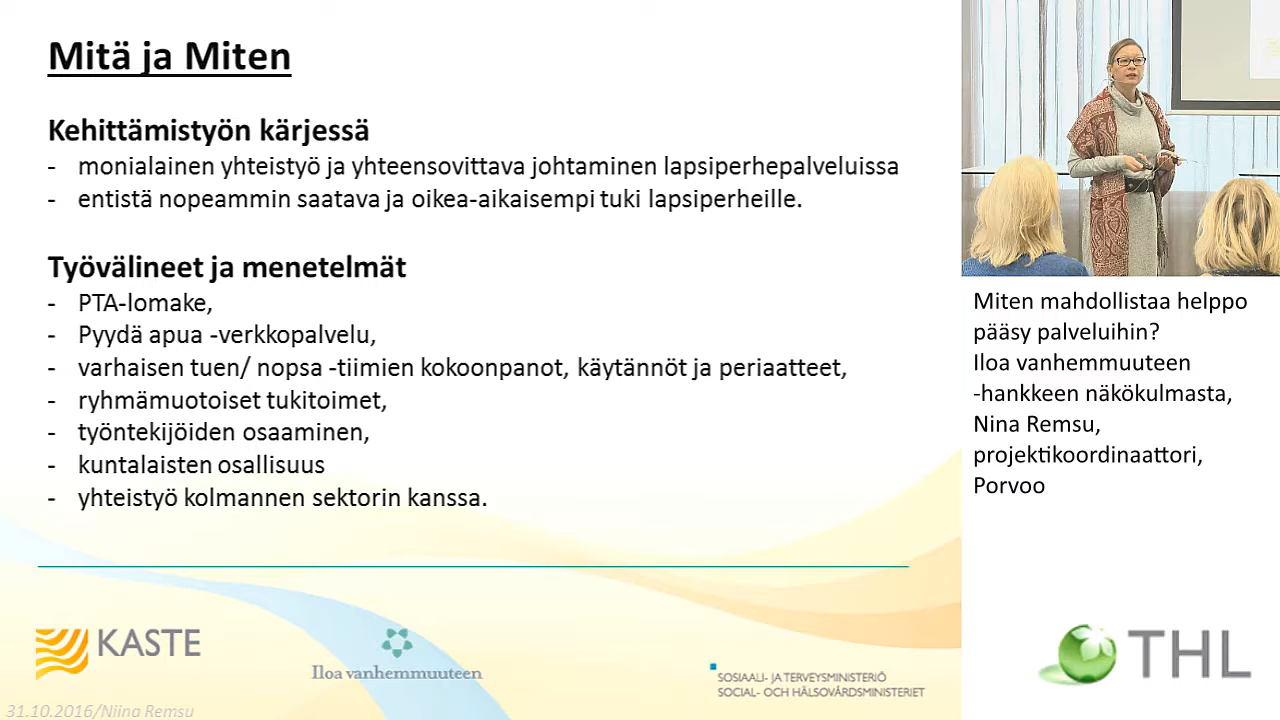 Mitä ja Miten
Kehittämistyön kärjessä
- monialainen yhteistyö ja yhteensovittava johtaminen lapsiperhepalveluissa
- entistä nopeammin saatava ja oikea-aikaisempi tuki lapsiperheille.
Työvälineet ja menetelmät
- PTA-lomake,
- Pyydä apua -verkkopalvelu,
- varhaisen tuen/ nopsa -tiimien kokoonpanot, käytännöt ja periaatteet,
- ryhmämuotoiset tukitoimet,
- työntekijöiden osaaminen,
- kuntalaisten osallisuus
- yhteistyö kolmannen sektorin kanssa.
KASTE
Iloa vanhemmuuteen
SOSIAALI- JA TERVEYSMINISTERIÖ
SOCIAL- OCH HÄLSOVÅRDSMINISTERIET
31.10.2016/Niina Remsu
Miten mahdollistaa helppo
pääsy palveluihin?
Iloa vanhemmuuteen
-hankkeen näkökulmasta,
Nina Remsu,
projektikoordinaattori,
Porvoo
THL